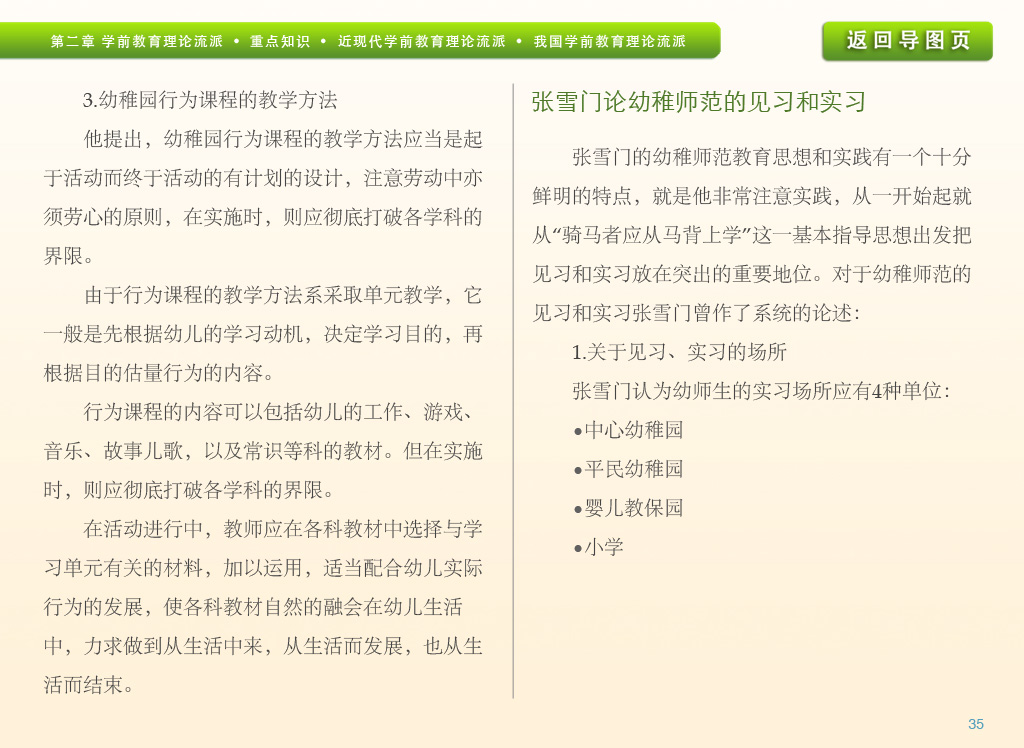 第二章 学前教育理论流派 • 重点知识 • 近现代学前教育理论流派 • 我国学前教育理论流派
返回导图页
3.幼稚园行为课程的教学方法
他提出，幼稚园行为课程的教学方法应当是起
于活动而终于活动的有计划的设计，注意劳动中亦
须劳心的原则，在实施时，则应彻底打破各学科的
界限。
由于行为课程的教学方法系采取单元教学，它
一般是先根据幼儿的学习动机，决定学习目的，再
根据目的估量行为的内容。
行为课程的内容可以包括幼儿的工作、游戏、
音乐、故事儿歌，以及常识等科的教材。但在实施
时，则应彻底打破各学科的界限。
在活动进行中，教师应在各科教材中选择与学
习单元有关的材料，加以运用，适当配合幼儿实际
行为的发展，使各科教材自然的融会在幼儿生活
中，力求做到从生活中来，从生活而发展，也从生
活而结束。
张雪门论幼稚师范的见习和实习
张雪门的幼稚师范教育思想和实践有一个十分
鲜明的特点，就是他非常注意实践，从一开始起就
从“骑马者应从马背上学”这一基本指导思想出发把
见习和实习放在突出的重要地位。对于幼稚师范的
见习和实习张雪门曾作了系统的论述：
1.关于见习、实习的场所
张雪门认为幼师生的实习场所应有4种单位：
•中心幼稚园
•平民幼稚园
•婴儿教保园
•小学
35